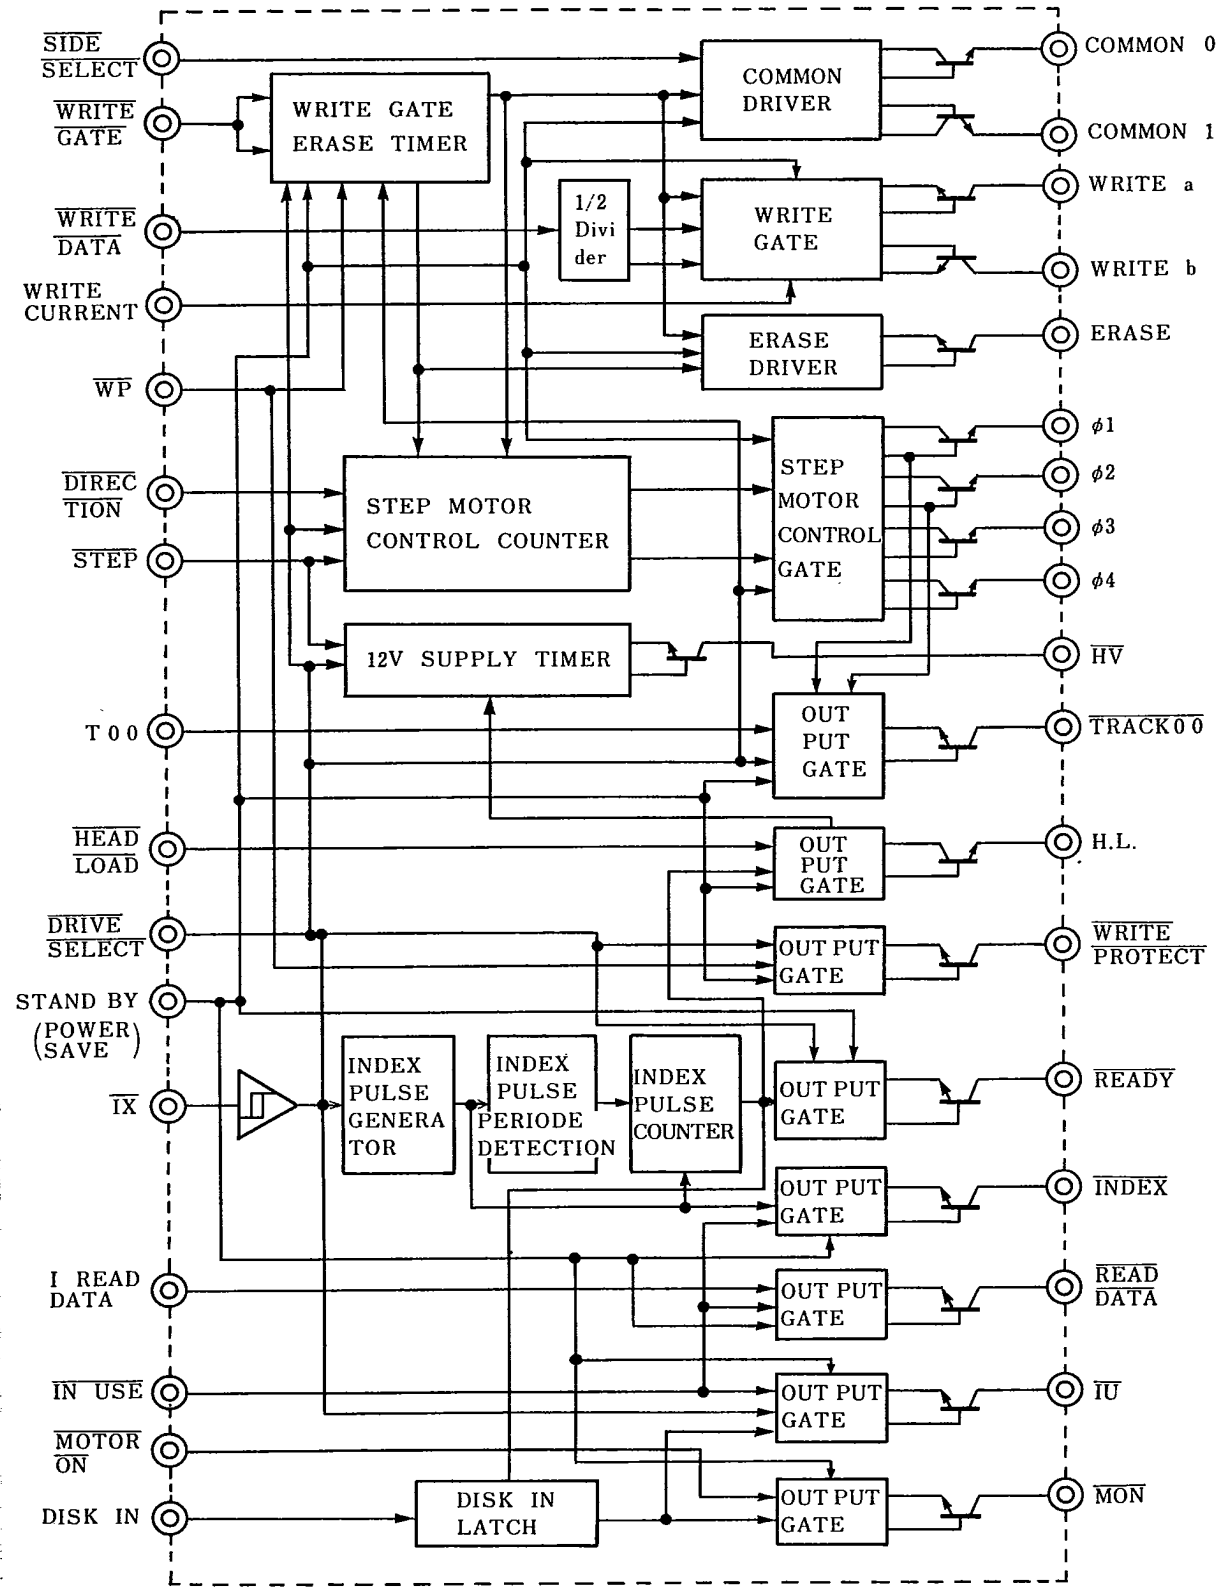 SIDE
SELECT
WRITE
GATE
WRITE
DATA
WRITE
CURRENT
WP
DIREC
TION
STEP
T00
HEAD
LOAD
DRIVE
SELECT
STAND BY
(POWER
SAVE)
IX
I READ
DATA
IN USE
MOTOR
ON
DISK IN
WRITE GATE
ERASE TIMER
1/2
Divi
der
STEP MOTOR
CONTROL COUNTER
12V SUPPLY TIMER
INDEX
PULSE
GENERA
TOR
INDEX
PULSE
PERIODE
DETECTION
INDEX
PULSE
COUNTER
DISK IN
LATCH
COMMON
DRIVER
WRITE
GATE
ERASE
DRIVER
STEP
MOTOR
CONTROL
GATE
OUT
PUT
GATE
OUT
PUT
GATE
OUT PUT
GATE
OUT PUT
GATE
OUT PUT
GATE
OUT PUT
GATE
OUT PUT
GATE
OUT PUT
GATE
COMMON 0
COMMON 1
WRITE a
WRITE b
ERASE
φ1
φ2
φ3
φ4
HV
TRACK00
H.L.
WRITE
PROTECT
READY
INDEX
READ
DATA
IU
MON